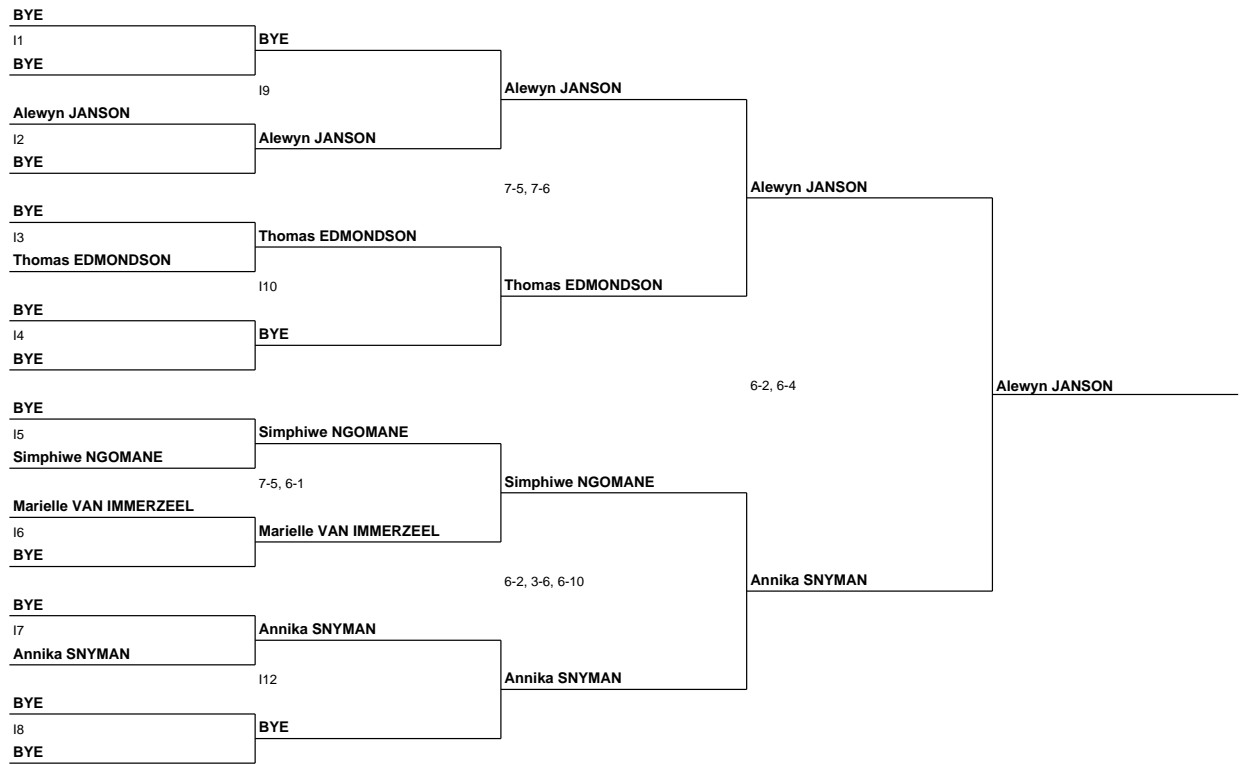 BYE
I1
BYE
BYE
I9
Alewyn JANSON
Alewyn JANSON
I2
Alewyn JANSON
BYE
7-5, 7-6
Alewyn JANSON
BYE
I3
Thomas EDMONDSON
Thomas EDMONDSON
I10
Thomas EDMONDSON
BYE
I4
BYE
BYE
6-2, 6-4
Alewyn JANSON
BYE
I5
Simphiwe NGOMANE
Simphiwe NGOMANE
7-5, 6-1
Simphiwe NGOMANE
Marielle VAN IMMERZEEL
I6
Marielle VAN IMMERZEEL
BYE
6-2, 3-6, 6-10
Annika SNYMAN
BYE
I7
Annika SNYMAN
Annika SNYMAN
I12
Annika SNYMAN
BYE
I8
BYE
BYE